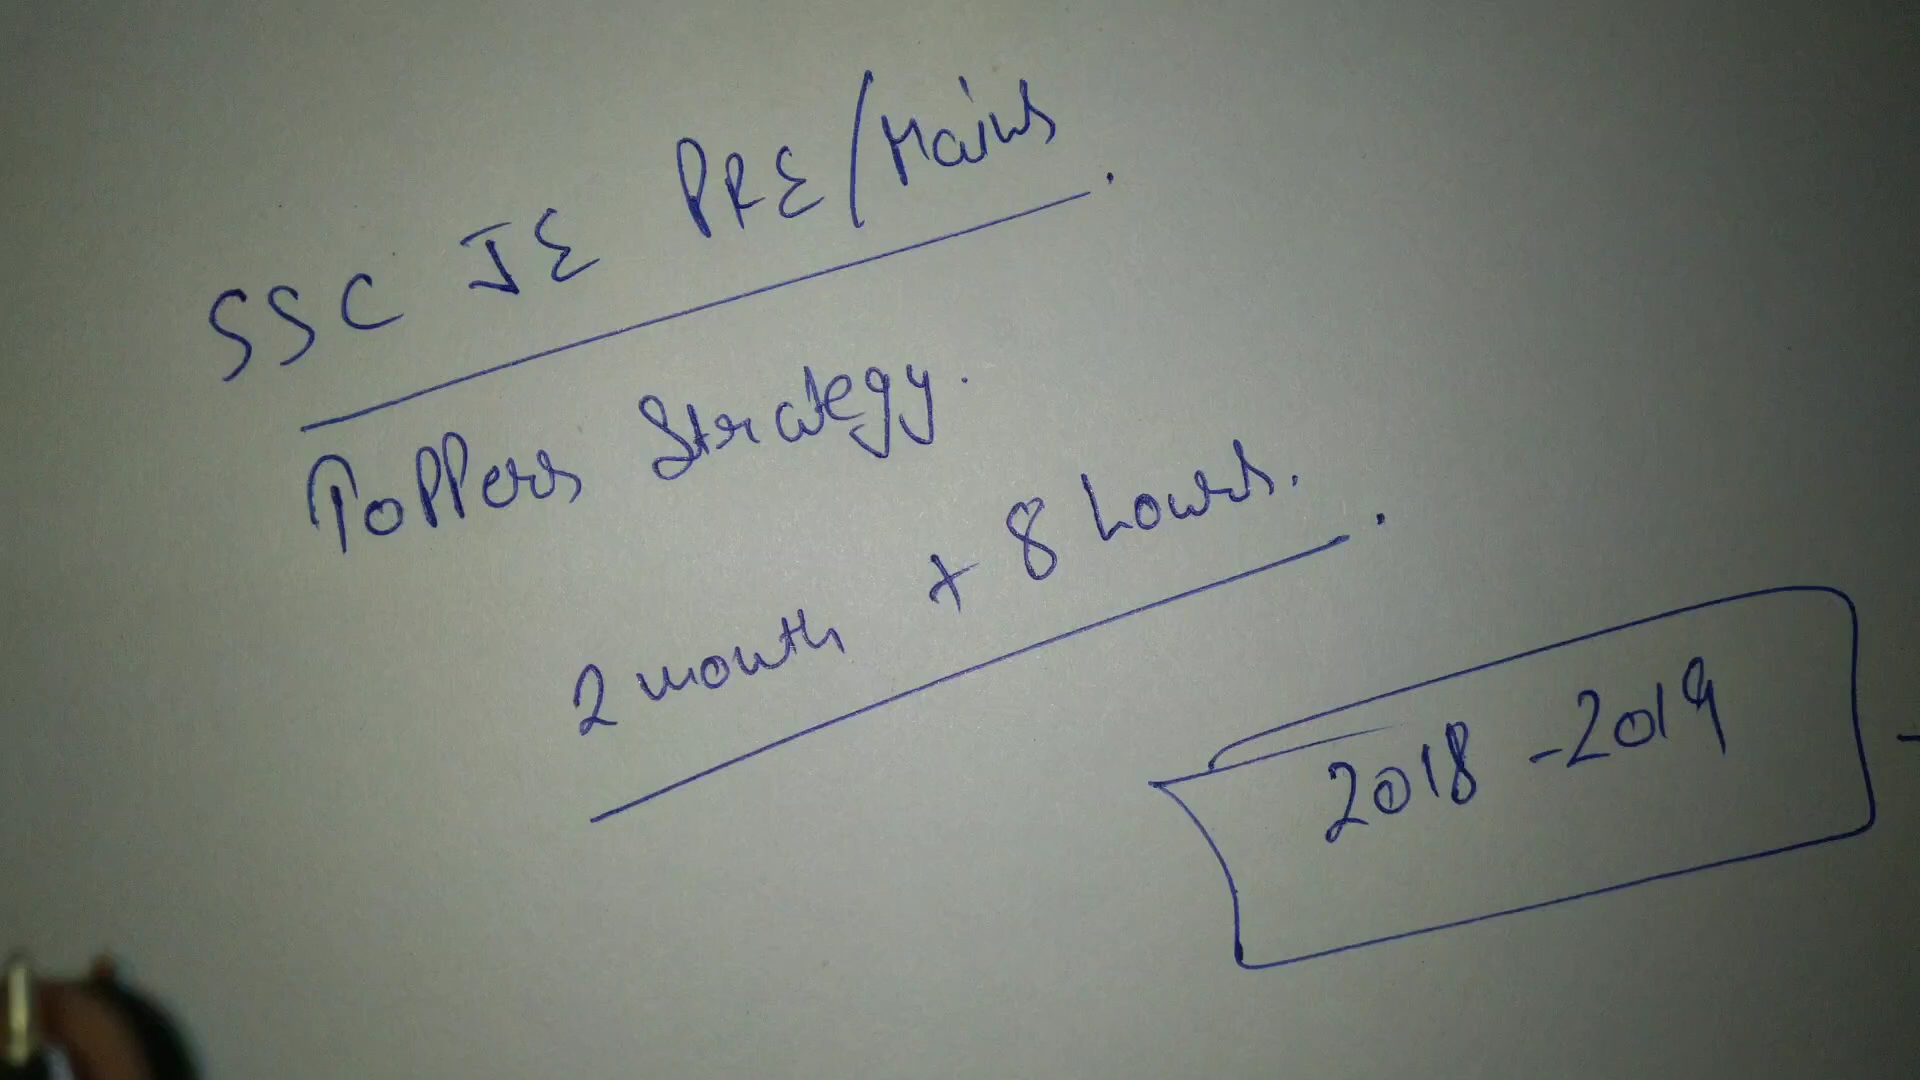 SSC JE PRE/Mains
Toppers Strategy.
2 month + 8 hours.
2018-2019